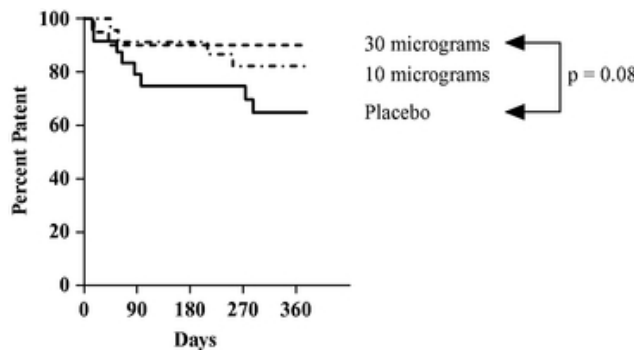 100
80
60
40
20
0
Percent Patent
0 90 180 270 360
Days
30 micrograms
10 micrograms
Placebo
p = 0.08